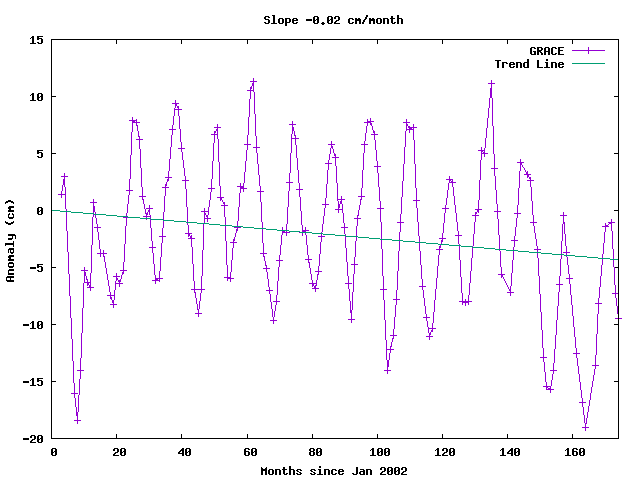 Slope -0.02 cm/month
GRACE
Trend Line
15
10
5
0
-5
-10
-15
-20
Anomaly (cm)
0 20 40 60 80 100 120 140 160
Months since Jan 2002